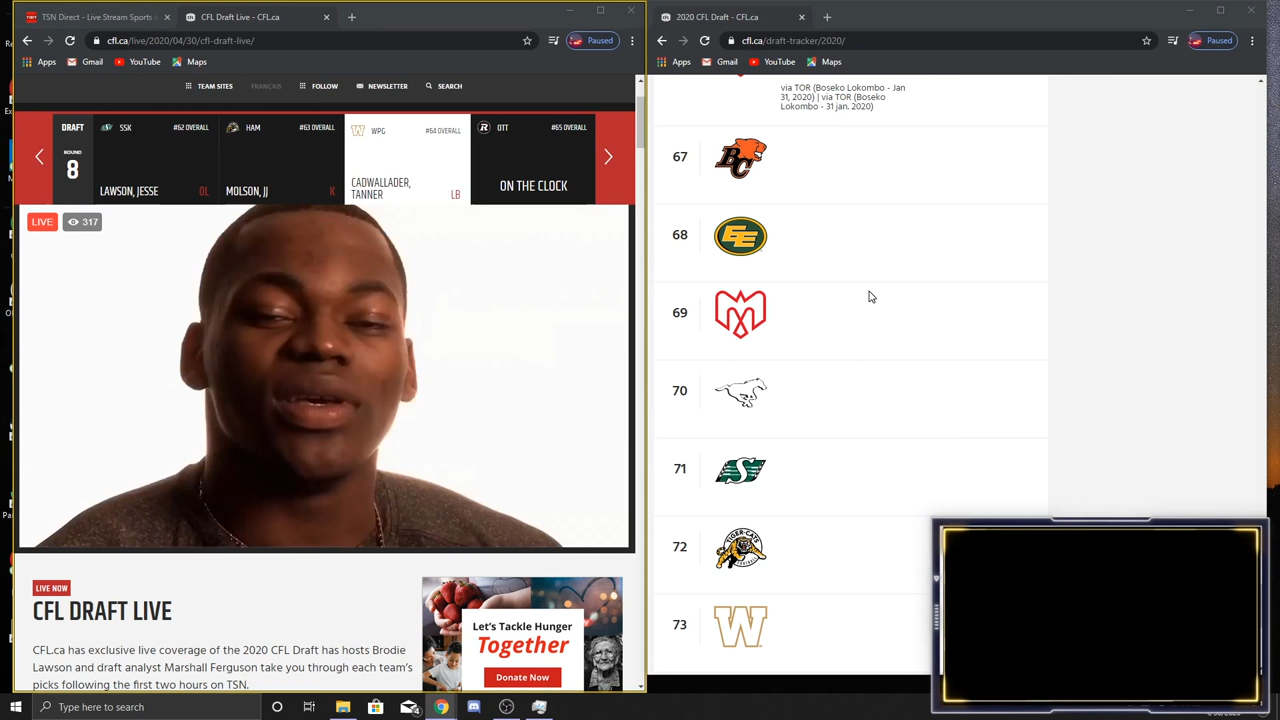 TSN Direct - Live Stream Sports
CFL Draft Live - CFL.ca
cfl.ca/live/2020/04/30/cfl-draft-live/
Paused
Apps Gmail YouTube Maps
TEAM SITES FRANÇAIS FOLLOW NEWSLETTER SEARCH
DRAFT
ROUND
8
SSK #62 OVERALL
LAWSON, JESSE OL
HAM #63 OVERALL
MOLSON, JJ K
W WPG #64 OVERALL
CADWALLADER,
TANNER LB
R OTT #65 OVERALL
ON THE CLOCK
LIVE 317
LIVE NOW
CFL DRAFT LIVE
CFL.ca has exclusive live coverage of the 2020 CFL Draft has hosts Brodie
Lawson and draft analyst Marshall Ferguson take you through each team's
picks following the first two hours on TSN.
Let's Tackle Hunger
Together
Donate Now
2020 CFL Draft - CFL.ca
cfl.ca/draft-tracker/2020/
Paused
Apps Gmail YouTube Maps
via TOR (Boseko Lokombo - Jan
31, 2020) | via TOR (Boseko
Lokombo - 31 jan. 2020)
67 BC
68 EE
69
70
71 S
72 TIGER-CATS
73 W
Type here to search